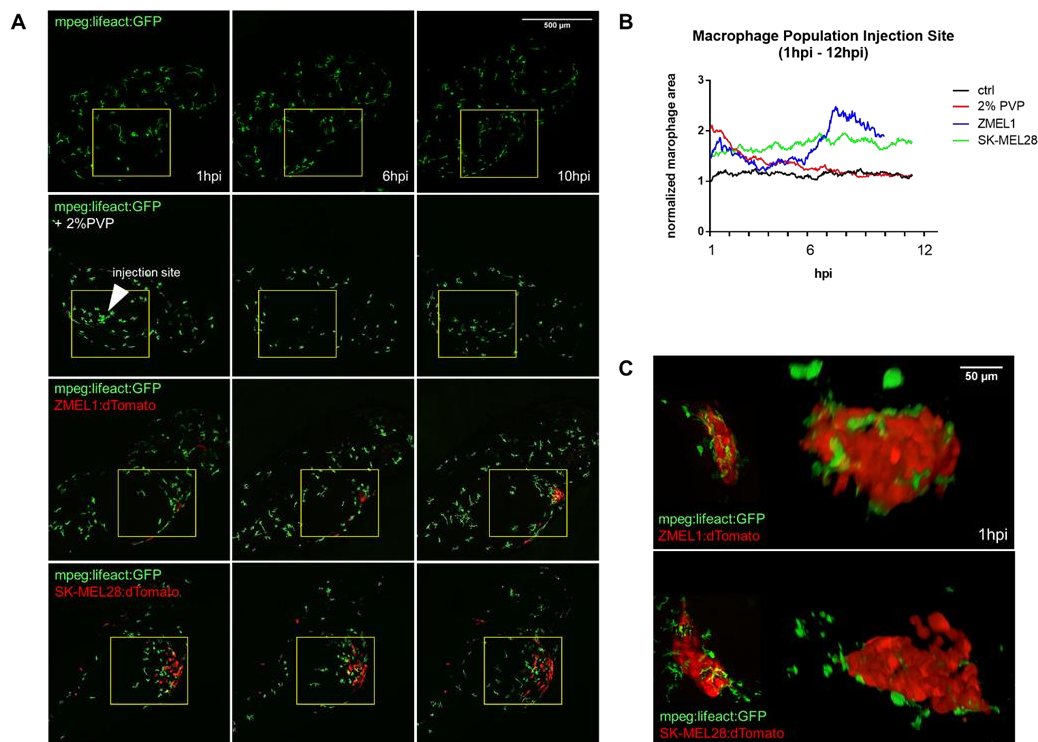 A
mpeg:lifeact:GFP
500 µm
1hpi
6hpi
10hpi
mpeg:lifeact:GFP
+ 2%PVP
injection site
mpeg:lifeact:GFP
ZMEL1:dTomato
mpeg:lifeact:GFP
SK-MEL28:dTomato
B
Macrophage Population Injection Site
(1hpi - 12hpi)
normalized marophage area
3
2
1
0
1
6
12
hpi
ctrl
2% PVP
ZMEL1
SK-MEL28
C
50 µm
mpeg:lifeact:GFP
ZMEL1:dTomato
1hpi
mpeg:lifeact:GFP
SK-MEL28:dTomato